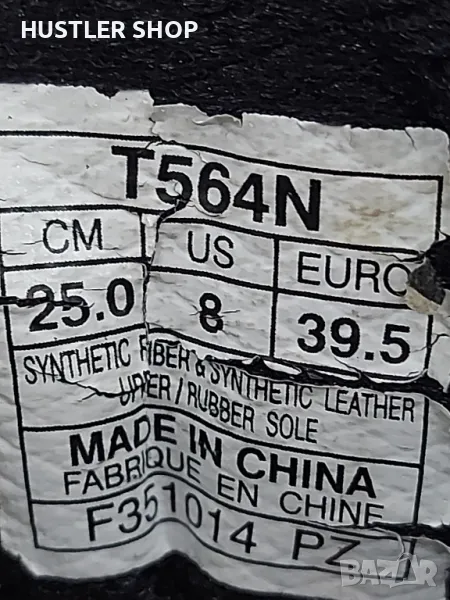 HUSTLER SHOP
T564N
CM US EURO
25.0 8 39.5
SYNTHETIC FIBER & SYNTHETIC LEATHER
UPPER / RUBBER SOLE
MADE IN CHINA
FABRIQUE EN CHINE
F351014 PZ
BAZAR